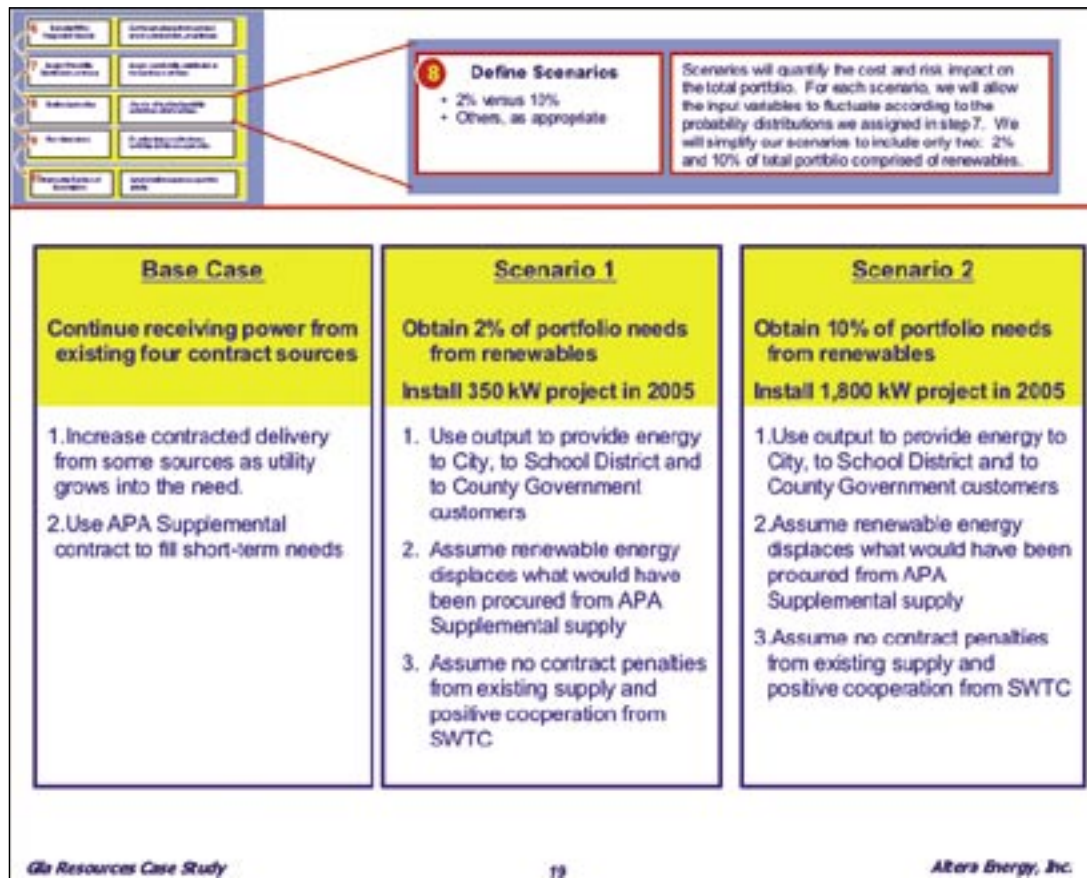 8
Define Scenarios
• 2% versus 10%
• Others, as appropriate
Scenarios will quantify the cost and risk impact on
the total portfolio. For each scenario, we will allow
the input variables to fluctuate according to the
probability distributions we assigned in step 7. We
will simplify our scenarios to include only two: 2%
and 10% of total portfolio comprised of renewables.
Base Case
Continue receiving power from
existing four contract sources
1.Increase contracted delivery
from some sources as utility
grows into the need.
2.Use APA Supplemental
contract to fill short-term needs
Scenario 1
Obtain 2% of portfolio needs
from renewables
Install 350 kW project in 2005
1. Use output to provide energy
to City, to School District and
to County Government
customers
2. Assume renewable energy
displaces what would have
been procured from APA
Supplemental supply
3. Assume no contract penalties
from existing supply and
positive cooperation from
SWTC
Scenario 2
Obtain 10% of portfolio needs
from renewables
Install 1,800 kW project in 2005
1.Use output to provide energy to
City, to School District and to
County Government customers
2.Assume renewable energy
displaces what would have been
procured from APA
Supplemental supply
3.Assume no contract penalties
from existing supply and
positive cooperation from SWTC
Gila Resources Case Study
19
Altera Energy, Inc.